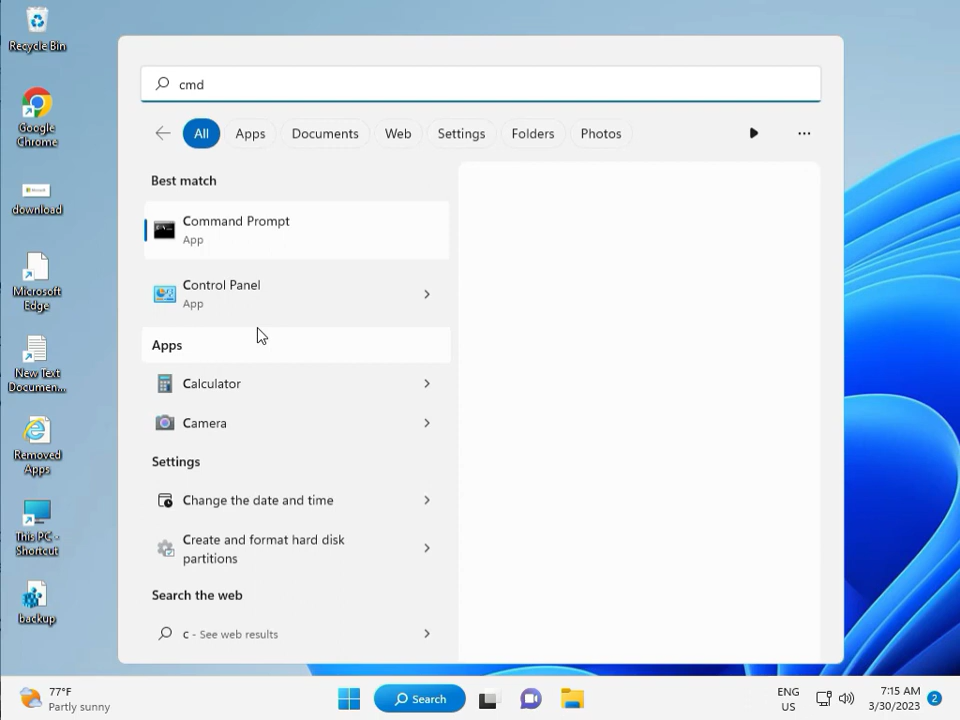 Recycle Bin
Google
Chrome
download
Microsoft
Edge
New Text
Documen...
Removed
Apps
This PC -
Shortcut
backup
cmd
All
Apps
Documents
Web
Settings
Folders
Photos
Best match
Command Prompt
App
Control Panel
App
Apps
Calculator
Camera
Settings
Change the date and time
Create and format hard disk
partitions
Search the web
c - See web results
77°F
Partly sunny
Search
ENG
US
7:15 AM
3/30/2023
2